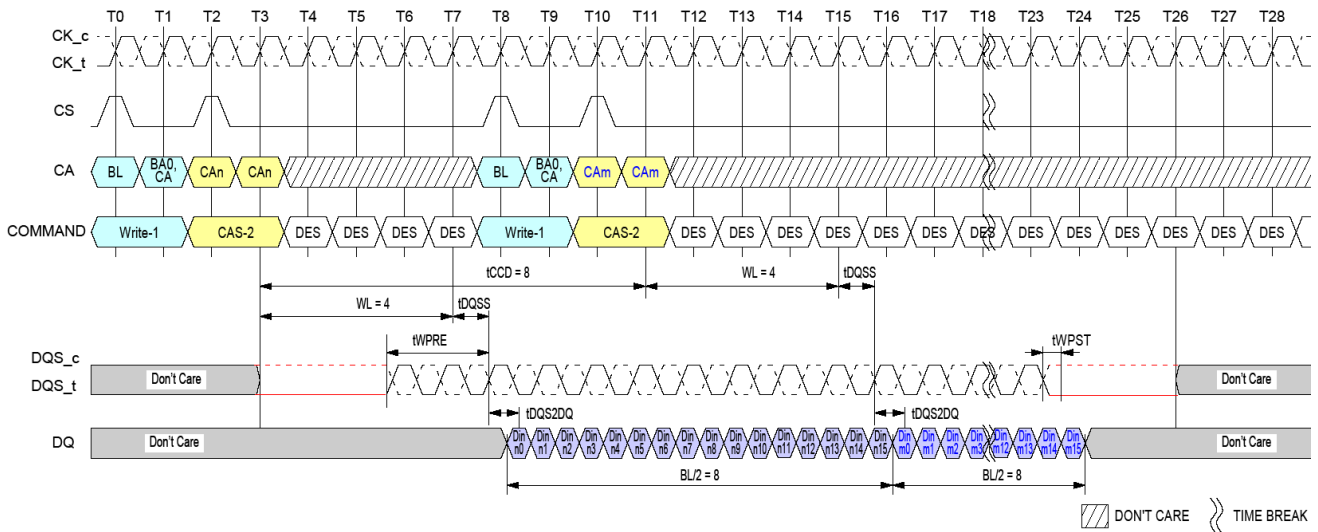 T0 T1 T2 T3 T4 T5 T6 T7 T8 T9 T10 T11 T12 T13 T14 T15 T16 T17 T18 T23 T24 T25 T26 T27 T28
CK_c
CK_t
CS
CA BL BA0, CA CAn CAn BL BA0, CA CAm CAm
COMMAND Write-1 CAS-2 DES DES DES DES Write-1 CAS-2 DES DES DES DES DES DES DES DES DES DES DES DES DES
tCCD = 8 WL = 4 tDQSS
WL = 4 tDQSS
tWPRE tWPST
DQS_c
DQS_t Don't Care Don't Care
tDQS2DQ tDQS2DQ
DQ Don't Care Din n0 Din n1 Din n2 Din n3 Din n4 Din n5 Din n6 Din n7 Din n8 Din n9 Din n10 Din n11 Din n12 Din n13 Din n14 Din n15 Din m0 Din m1 Din m2 Din m3 Din m12 Din m13 Din m14 Din m15 Don't Care
BL/2 = 8 BL/2 = 8
DON'T CARE TIME BREAK